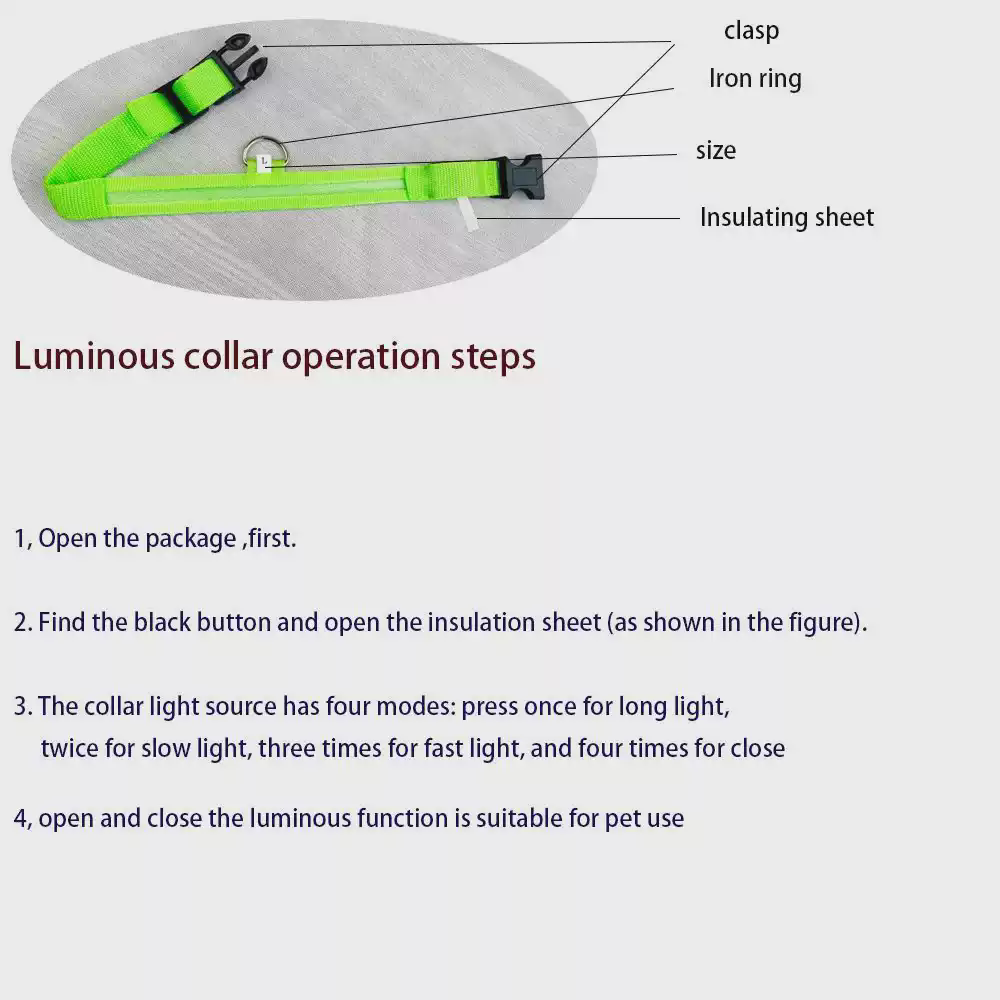 clasp
Iron ring
size
Insulating sheet
L
Luminous collar operation steps
1, Open the package ,first.
2. Find the black button and open the insulation sheet (as shown in the figure).
3. The collar light source has four modes: press once for long light,
twice for slow light, three times for fast light, and four times for close
4, open and close the luminous function is suitable for pet use